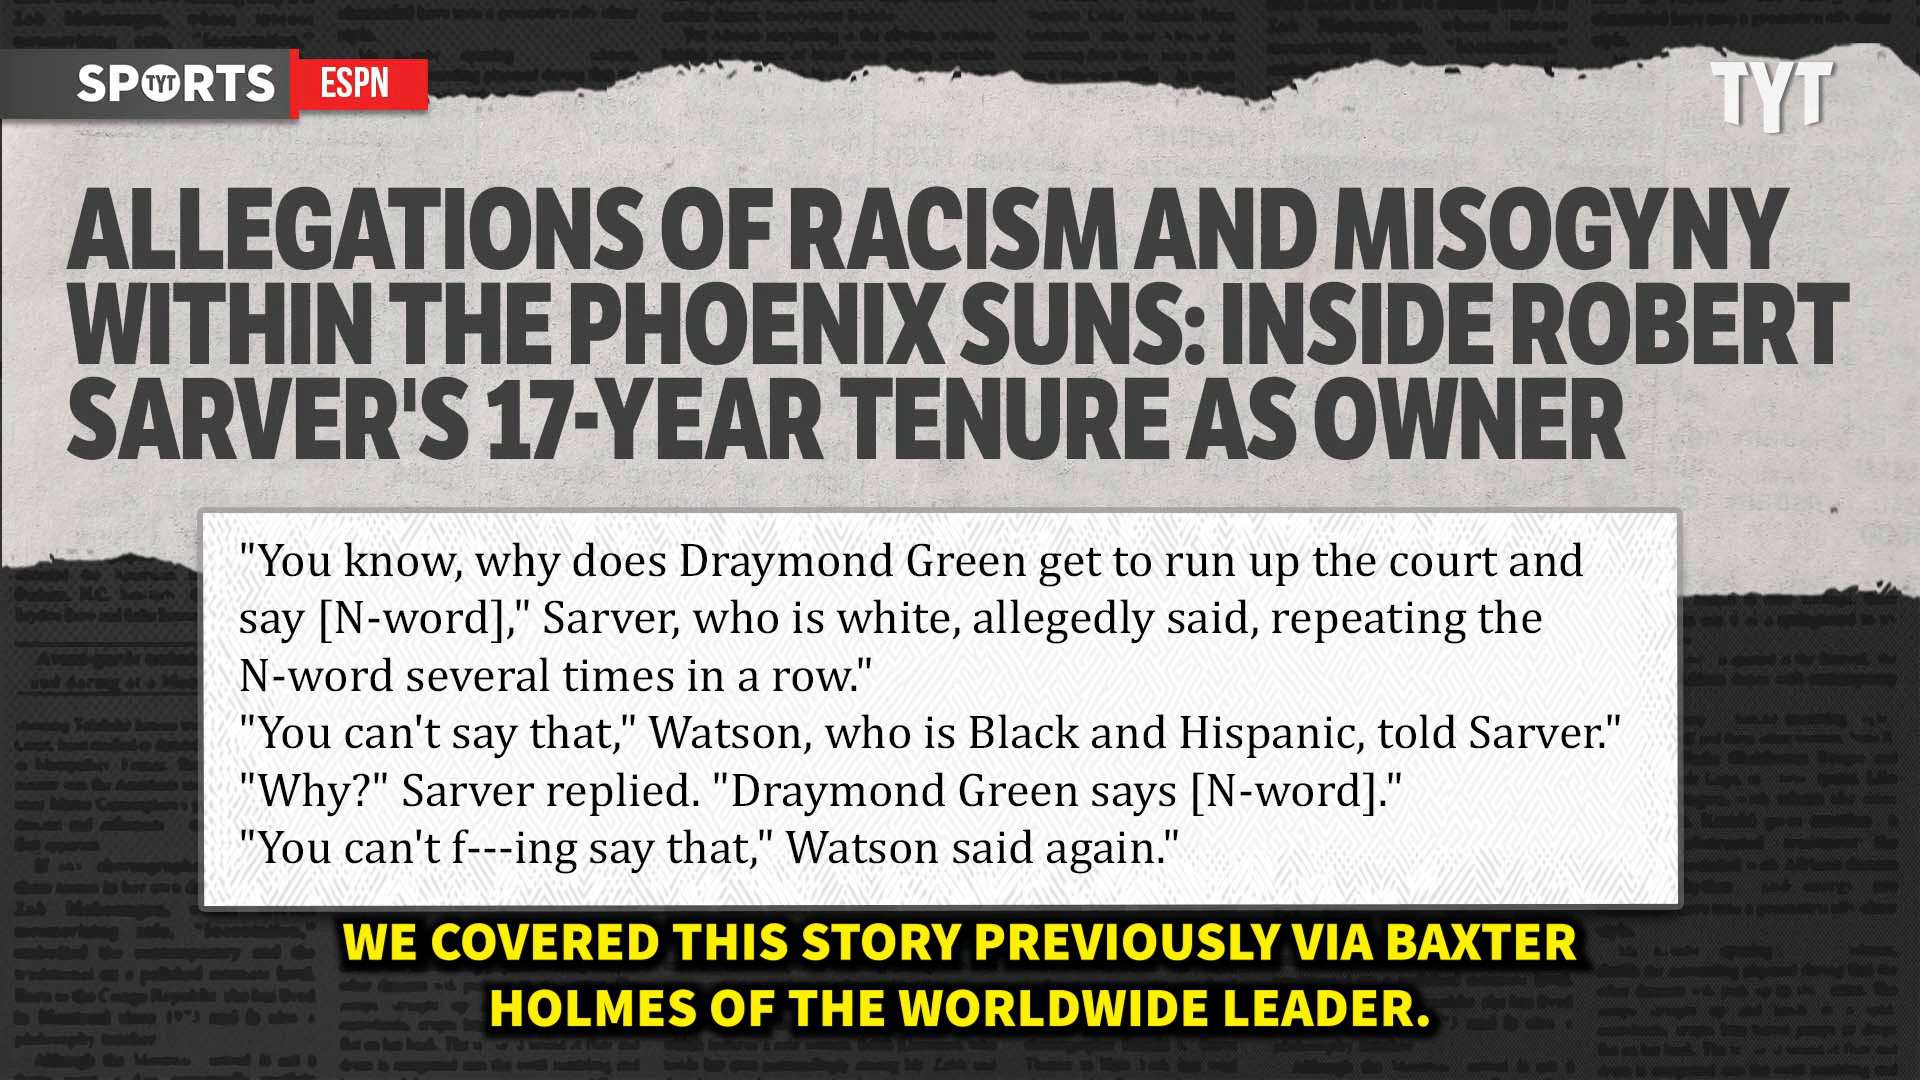 SPORTS
TYT
ESPN
TYT
ALLEGATIONS OF RACISM AND MISOGYNY
WITHIN THE PHOENIX SUNS: INSIDE ROBERT
SARVER'S 17-YEAR TENURE AS OWNER
"You know, why does Draymond Green get to run up the court and
say [N-word]," Sarver, who is white, allegedly said, repeating the
N-word several times in a row."
"You can't say that," Watson, who is Black and Hispanic, told Sarver."
"Why?" Sarver replied. "Draymond Green says [N-word]."
"You can't f---ing say that," Watson said again."
WE COVERED THIS STORY PREVIOUSLY VIA BAXTER
HOLMES OF THE WORLDWIDE LEADER.